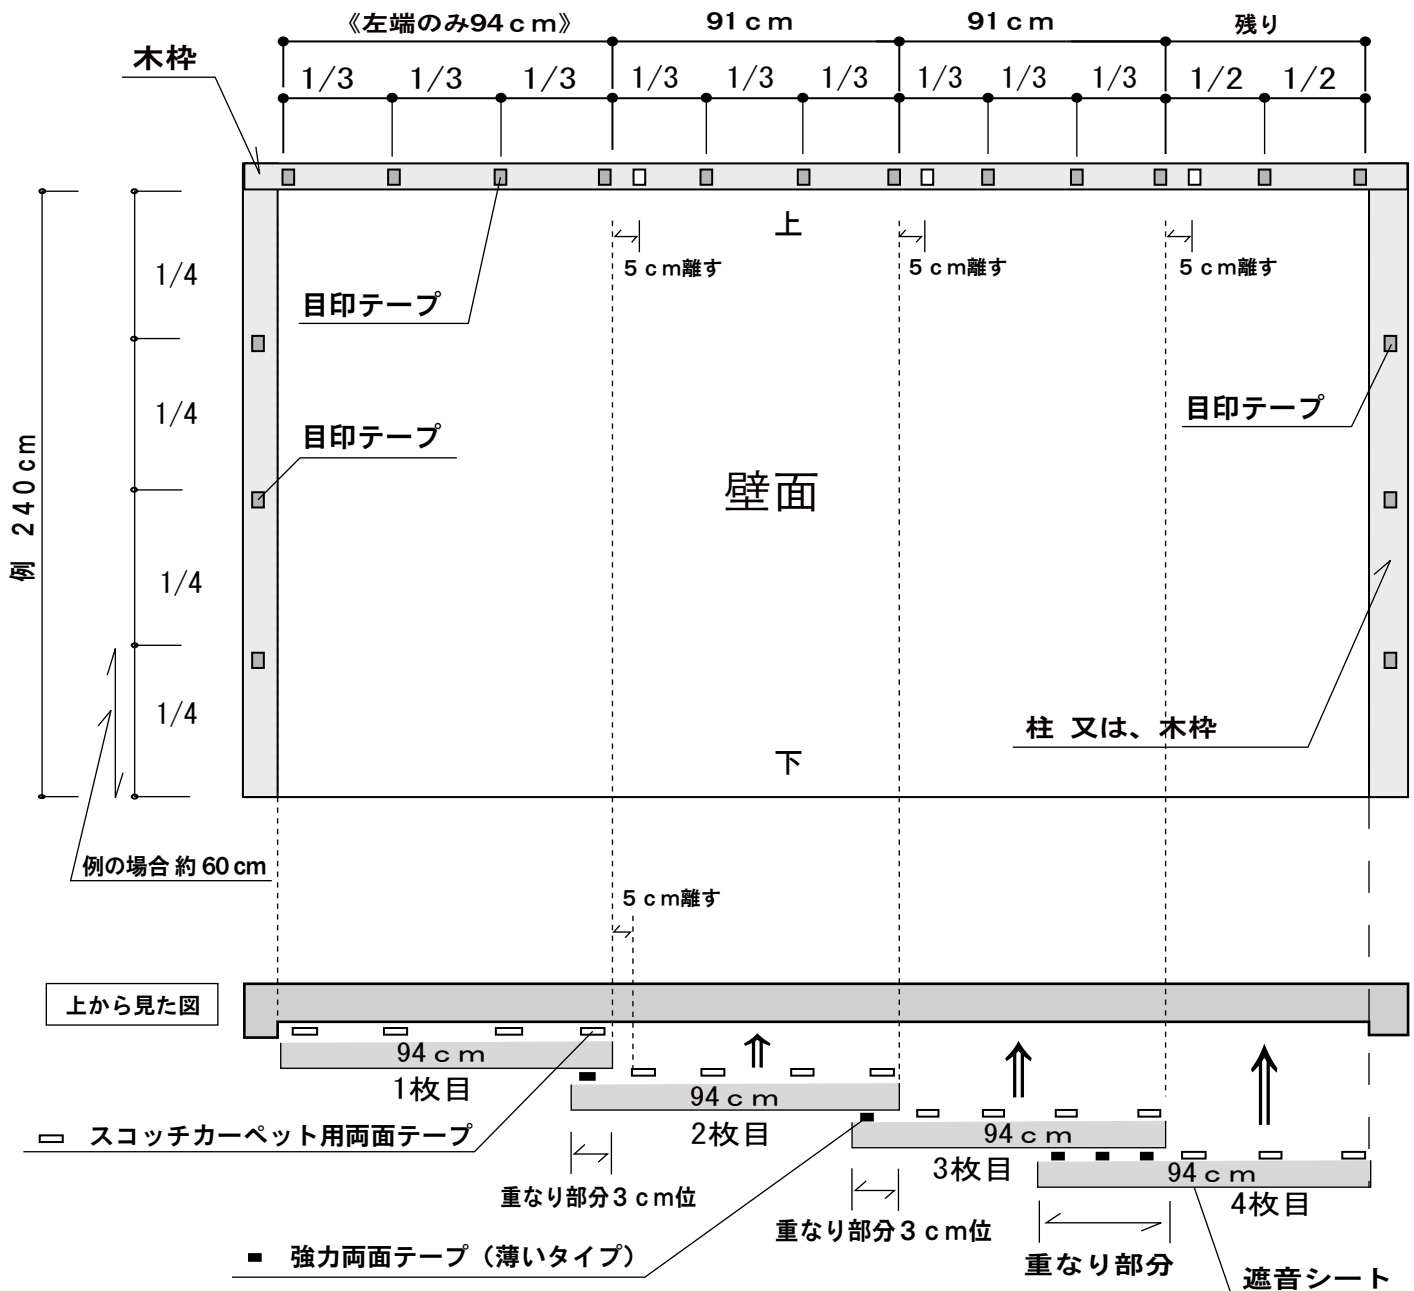 《左端のみ94ｃｍ》 91ｃｍ 91ｃｍ 残り
木枠
1/3 1/3 1/3 1/3 1/3 1/3 1/3 1/3 1/3 1/2 1/2
上
5ｃｍ離す 5ｃｍ離す 5ｃｍ離す
1/4
目印テープ
1/4
目印テープ
目印テープ
例 240cm
壁面
1/4
1/4
柱 又は、木枠
下
例の場合 約 60 cm
5ｃｍ離す
上から見た図
94ｃｍ
1枚目
94ｃｍ
2枚目
スコッチカーペット用両面テープ
94ｃｍ
3枚目
94ｃｍ
4枚目
重なり部分3ｃｍ位
重なり部分3ｃｍ位
強力両面テープ（薄いタイプ）
重なり部分
遮音シート